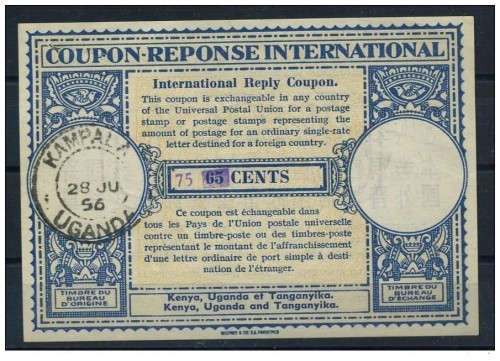 COUPON-REPONSE INTERNATIONAL
International Reply Coupon.
This coupon is exchangeable in any country
of the Universal Postal Union for a postage
stamp or postage stamps representing the
amount of postage for an ordinary single-rate
letter destined for a foreign country.
KAMPALA
28 JU
56
UGANDA
75 65 CENTS
Ce coupon est échangeable dans
tous les Pays de l'Union postale universelle
contre un timbre-poste ou des timbres-poste
représentant le montant de l'affranchissement
d'une lettre ordinaire de port simple à desti-
nation de l'étranger.
TIMBRE DU
BUREAU
D'ORIGINE
Kenya, Uganda et Tanganyika.
Kenya, Uganda and Tanganyika.
TIMBRE DU
BUREAU
D'ÉCHANGE